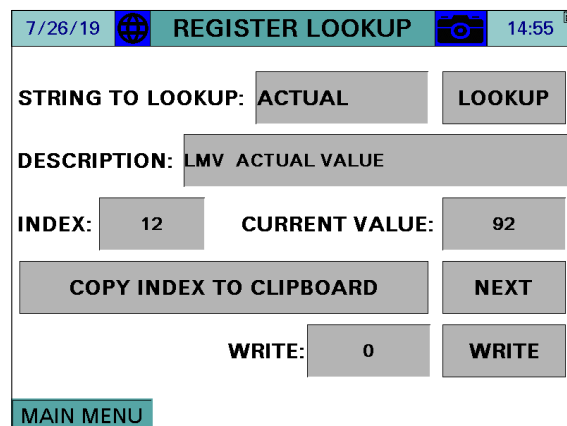 7/26/19 REGISTER LOOKUP 14:55
STRING TO LOOKUP: ACTUAL LOOKUP
DESCRIPTION: LMV ACTUAL VALUE
INDEX: 12 CURRENT VALUE: 92
COPY INDEX TO CLIPBOARD NEXT
WRITE: 0 WRITE
MAIN MENU